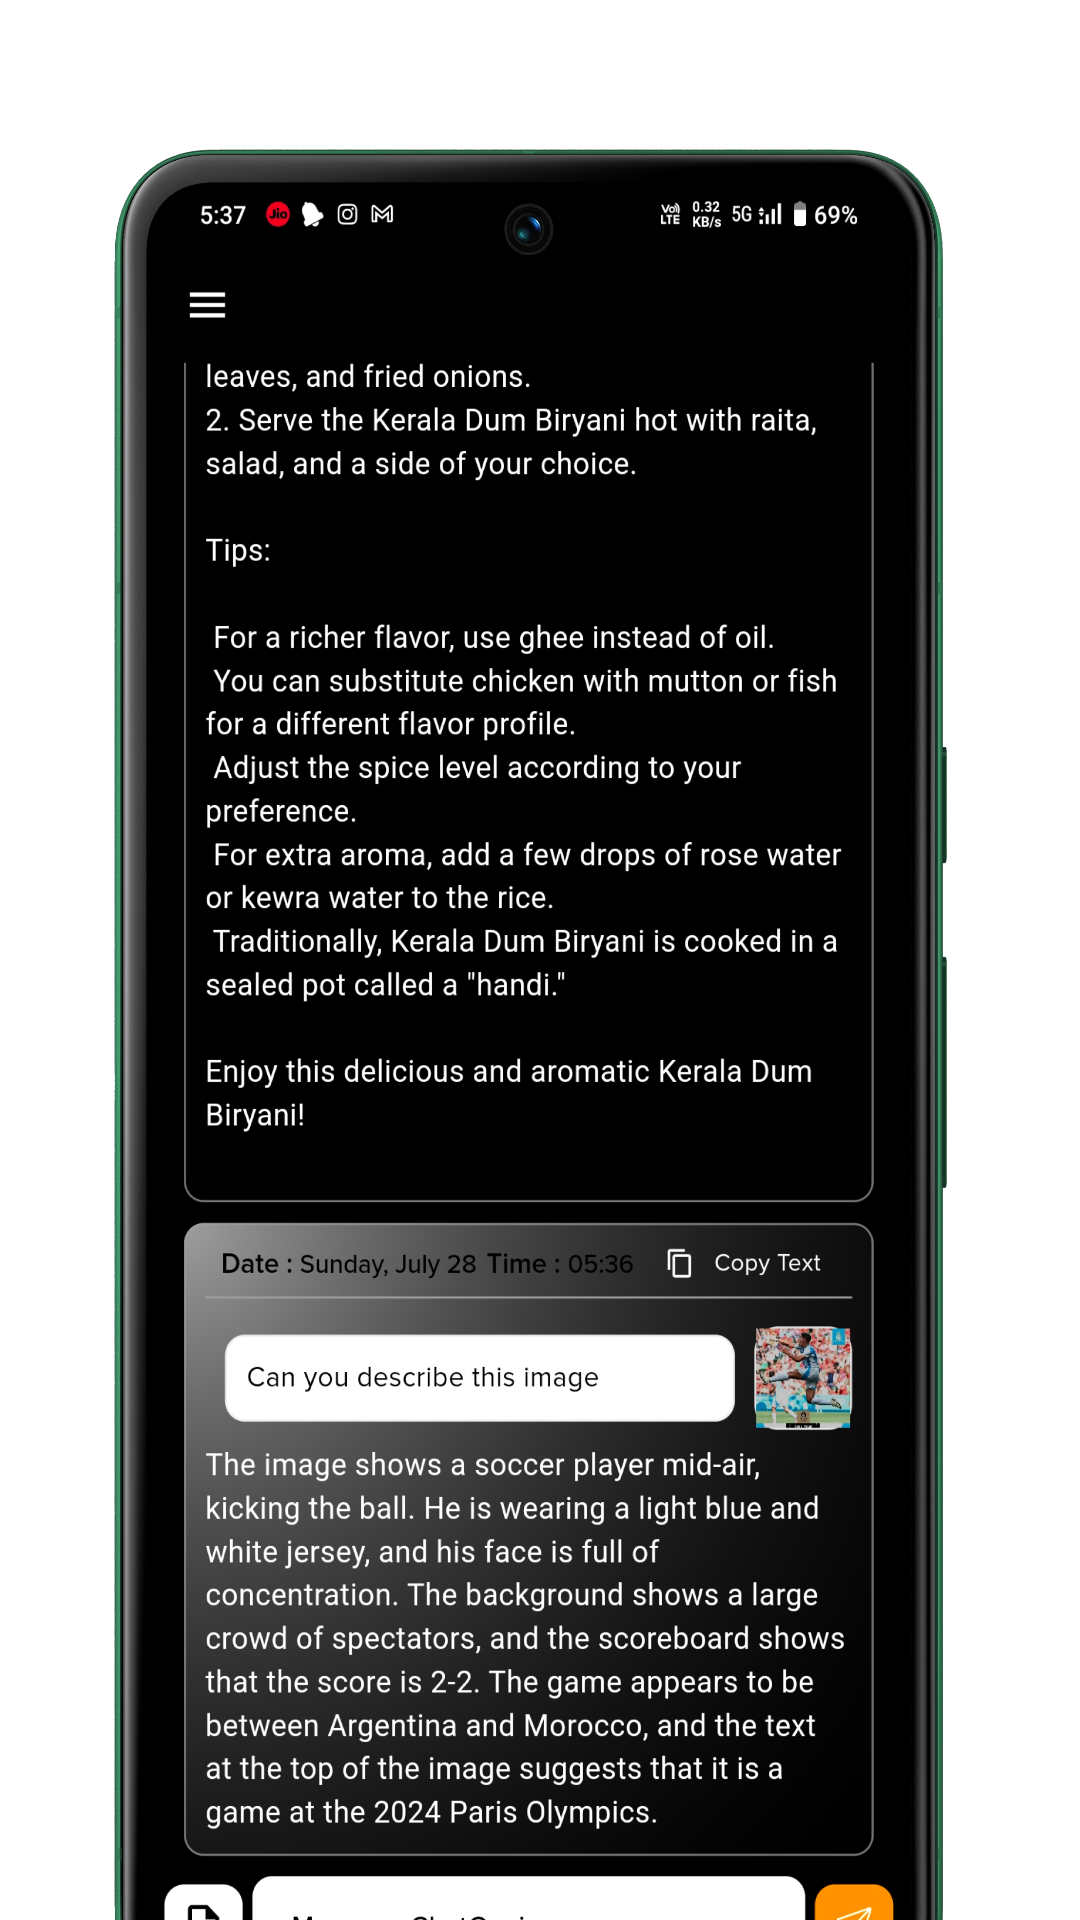 5:37 Jio Vo) LTE 0.32 KB/s 5G 69%
leaves, and fried onions.
2. Serve the Kerala Dum Biryani hot with raita,
salad, and a side of your choice.
Tips:
For a richer flavor, use ghee instead of oil.
You can substitute chicken with mutton or fish
for a different flavor profile.
Adjust the spice level according to your
preference.
For extra aroma, add a few drops of rose water
or kewra water to the rice.
Traditionally, Kerala Dum Biryani is cooked in a
sealed pot called a "handi."
Enjoy this delicious and aromatic Kerala Dum
Biryani!
Date : Sunday, July 28 Time : 05:36 Copy Text
Can you describe this image
The image shows a soccer player mid-air,
kicking the ball. He is wearing a light blue and
white jersey, and his face is full of
concentration. The background shows a large
crowd of spectators, and the scoreboard shows
that the score is 2-2. The game appears to be
between Argentina and Morocco, and the text
at the top of the image suggests that it is a
game at the 2024 Paris Olympics.